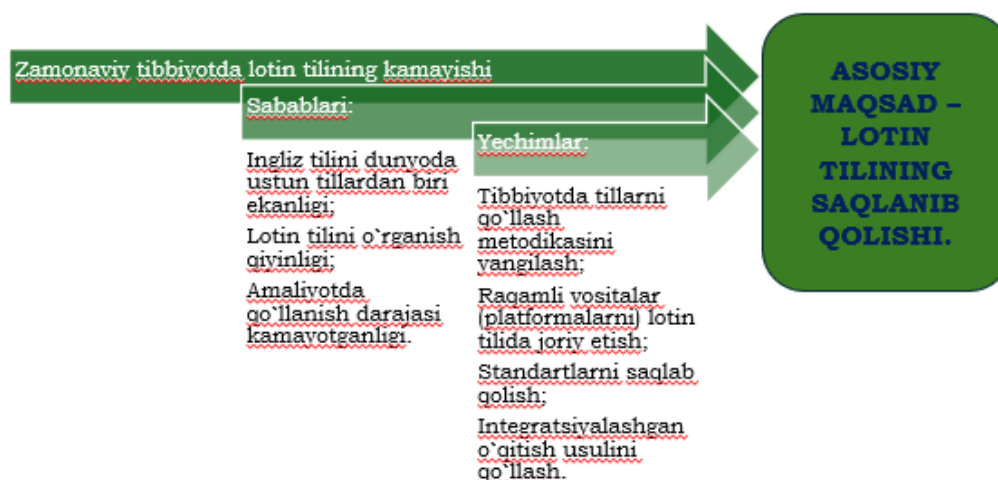 Zamonaviy tibbiyotda lotin tilining kamayishi
Sabablari:
Ingliz tilini dunyoda
ustun tillardan biri
ekanligi;
Lotin tilini o`rganish
qiyinligi;
Amaliyotda
qo`llanish darajasi
kamayotganligi.
Yechimlar:
Tibbiyotda tillarni
qo`llash
metodikasini
yangilash;
Raqamli vositalar
(platformalarni) lotin
tilida joriy etish;
Standartlarni saqlab
qolish;
Integratsiyalashgan
o`qitish usulini
qo`llash.
ASOSIY
MAQSAD –
LOTIN
TILINING
SAQLANIB
QOLISHI.